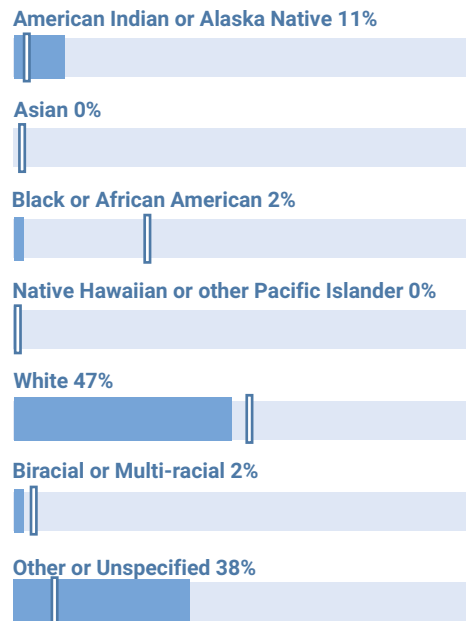 American Indian or Alaska Native 11%
Asian 0%
Black or African American 2%
Native Hawaiian or other Pacific Islander 0%
White 47%
Biracial or Multi-racial 2%
Other or Unspecified 38%